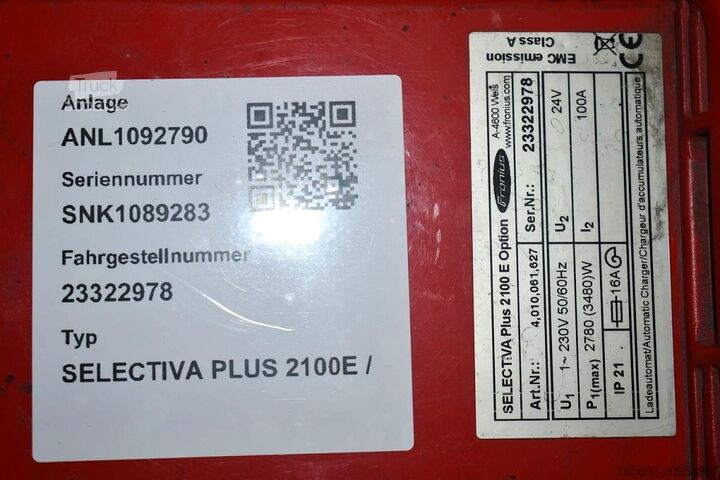 Truck
Anlage
ANL1092790
Seriennummer
SNK1089283
Fahrgestellnummer
23322978
Typ
SELECTIVA PLUS 2100E /
EMC emission
Class A
CE
Fronius
A-4600 Wels
www.fronius.com
SELECTIVA Plus 2100 E Option
Art.Nr.: 4,010,061,627 Ser.Nr.: 23322978
U1 1~ 230V 50/60Hz U2 24V
P1(max) 2780 (3480)W I2 100A
IP 21 16A
Ladeautomat/Automatic Charger/Chargeur d'accumulateurs automatique